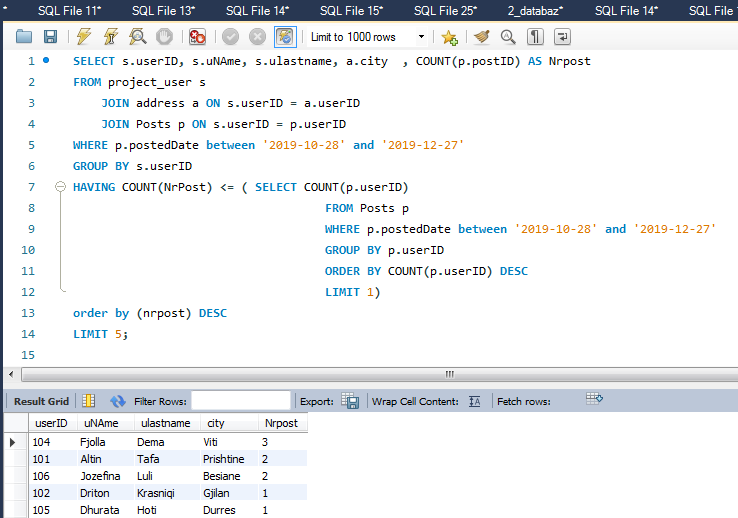 * SQL File 11* SQL File 13* SQL File 14* SQL File 15* SQL File 25* 2_databaz* SQL File 14* SQL File 1
Limit to 1000 rows
1 SELECT s.userID, s.uNAme, s.ulastname, a.city , COUNT(p.postID) AS Nrpost
2 FROM project_user s
3 JOIN address a ON s.userID = a.userID
4 JOIN Posts p ON s.userID = p.userID
5 WHERE p.postedDate between '2019-10-28' and '2019-12-27'
6 GROUP BY s.userID
7 HAVING COUNT(NrPost) <= ( SELECT COUNT(p.userID)
8 FROM Posts p
9 WHERE p.postedDate between '2019-10-28' and '2019-12-27'
10 GROUP BY p.userID
11 ORDER BY COUNT(p.userID) DESC
12 LIMIT 1)
13 order by (nrpost) DESC
14 LIMIT 5;
15
Result Grid Filter Rows: Export: Wrap Cell Content: Fetch rows:
userID uNAme ulastname city Nrpost
104 Fjolla Dema Viti 3
101 Altin Tafa Prishtine 2
106 Jozefina Luli Besiane 2
102 Driton Krasniqi Gjilan 1
105 Dhurata Hoti Durres 1